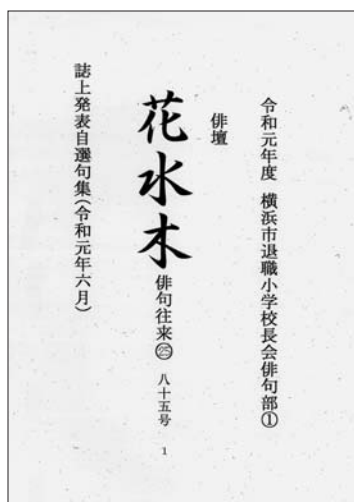 令和元年度　横浜市退職小学校長会俳句部①
俳壇
花水木
俳句往来㉕　八十五号
1
誌上発表自選句集(令和元年六月)